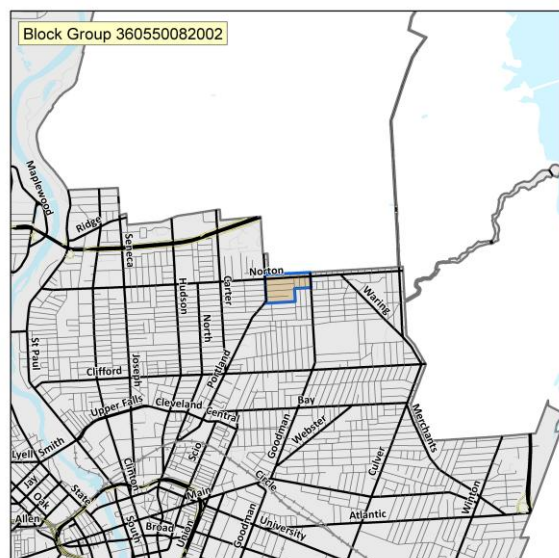 Block Group 360550082002
Maplewood
Ridge
Seneca
Norton
Hudson
Carter
Waring
North
St Paul
Portland
Clifford
Joseph
Upper Falls
Cleveland
Central
Bay
Goodman
Webster
Merchants
Culver
Scio
Lyell
Smith
Jay
Oak
State
Clinton
Circle
Main
Winton
Allen
South
Broad
Union
Goodman
University
Atlantic